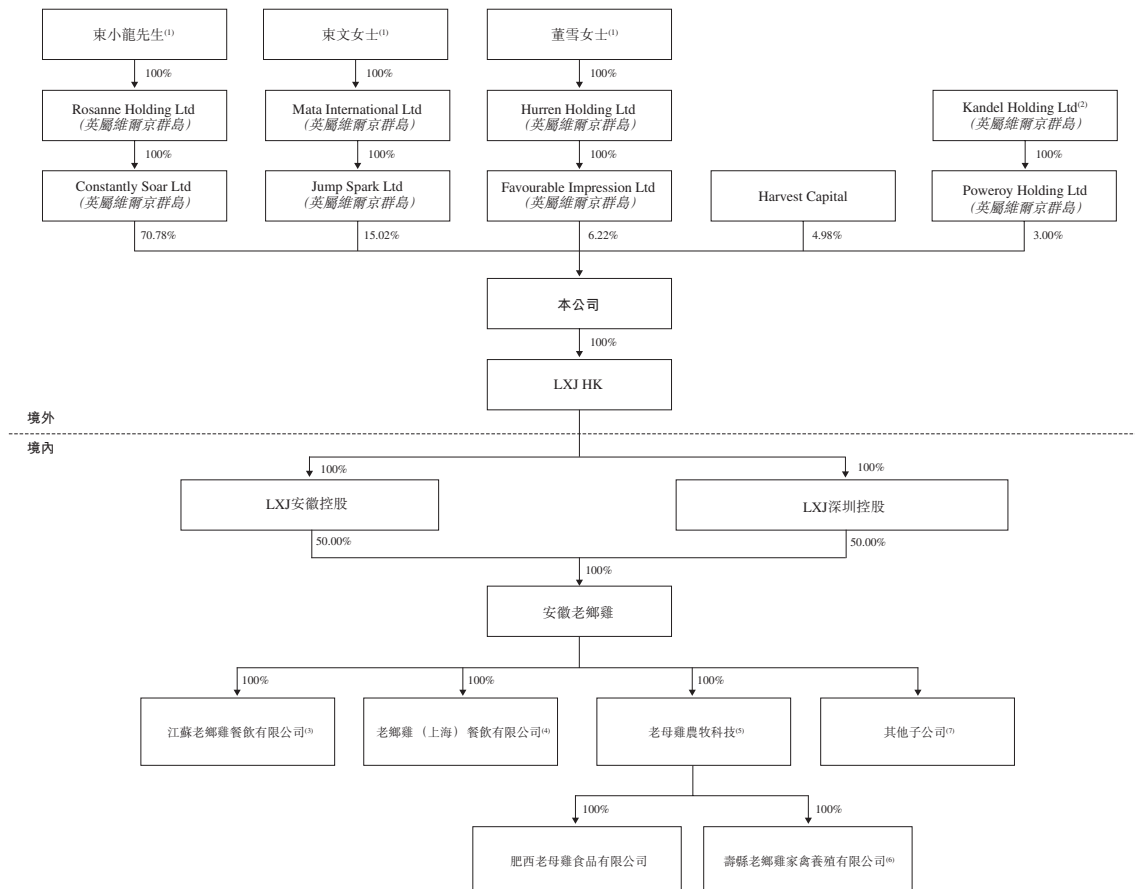 束小龍先生(1)
束文女士(1)
董雪女士(1)
100%
100%
100%
Rosanne Holding Ltd
(英屬維爾京群島)
Mata International Ltd
(英屬維爾京群島)
Hurren Holding Ltd
(英屬維爾京群島)
Kandel Holding Ltd(2)
(英屬維爾京群島)
100%
100%
100%
100%
Constantly Soar Ltd
(英屬維爾京群島)
Jump Spark Ltd
(英屬維爾京群島)
Favourable Impression Ltd
(英屬維爾京群島)
Harvest Capital
Poweroy Holding Ltd
(英屬維爾京群島)
70.78%
15.02%
6.22%
4.98%
3.00%
本公司
100%
LXJ HK
境外
境內
100%
100%
LXJ安徽控股
LXJ深圳控股
50.00%
50.00%
100%
安徽老鄉雞
100%
100%
100%
100%
江蘇老鄉雞餐飲有限公司(3)
老鄉雞（上海）餐飲有限公司(4)
老母雞農牧科技(5)
其他子公司(7)
100%
100%
肥西老母雞食品有限公司
壽縣老鄉雞家禽養殖有限公司(6)